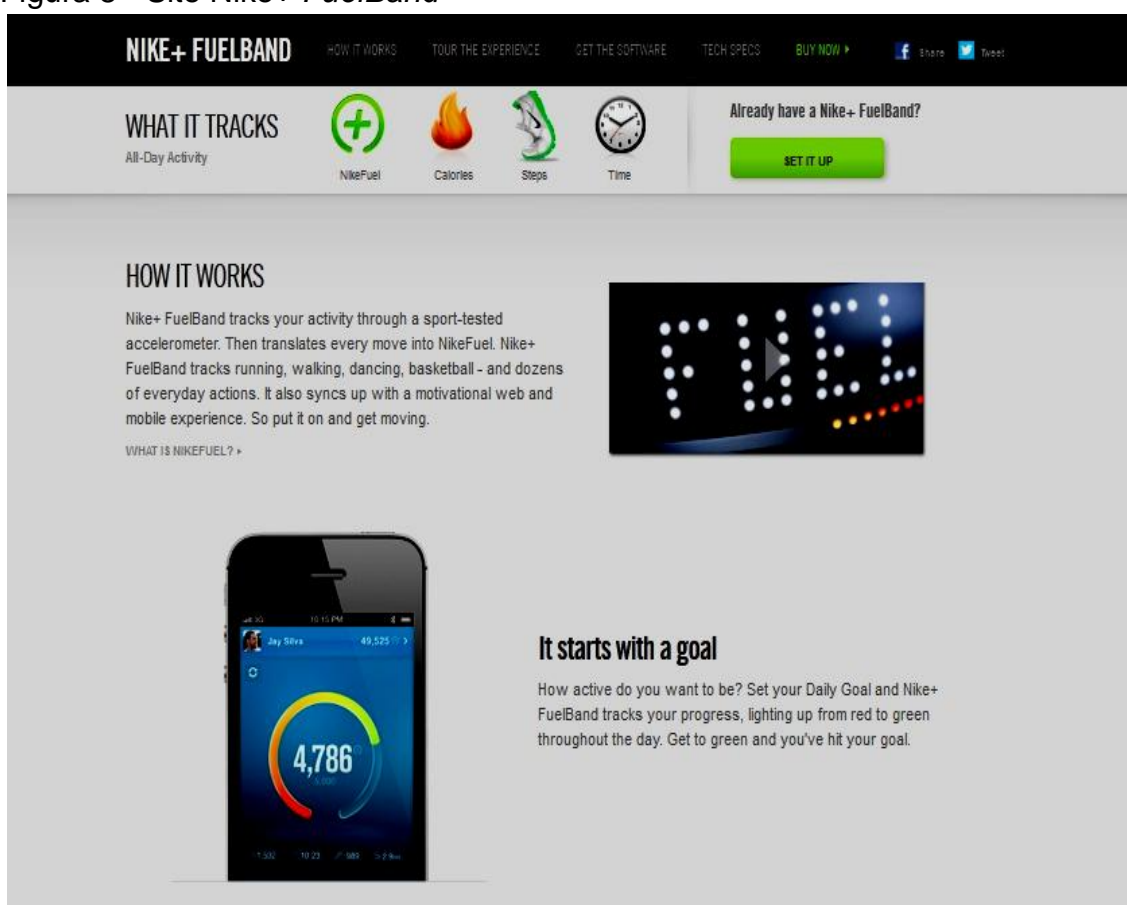 NIKE+ FUELBAND
HOW IT WORKS
TOUR THE EXPERIENCE
GET THE SOFTWARE
TECH SPECS
BUY NOW
Share
Tweet
WHAT IT TRACKS
All-Day Activity
NikeFuel
Calories
Steps
Time
Already have a Nike+ FuelBand?
SET IT UP
HOW IT WORKS
Nike+ FuelBand tracks your activity through a sport-tested
accelerometer. Then translates every move into NikeFuel. Nike+
FuelBand tracks running, walking, dancing, basketball - and dozens
of everyday actions. It also syncs up with a motivational web and
mobile experience. So put it on and get moving.
WHAT IS NIKEFUEL?
FUEL
3G 10:15 PM
Jay Silva 49,525
4,786
5,000
It starts with a goal
How active do you want to be? Set your Daily Goal and Nike+
FuelBand tracks your progress, lighting up from red to green
throughout the day. Get to green and you've hit your goal.